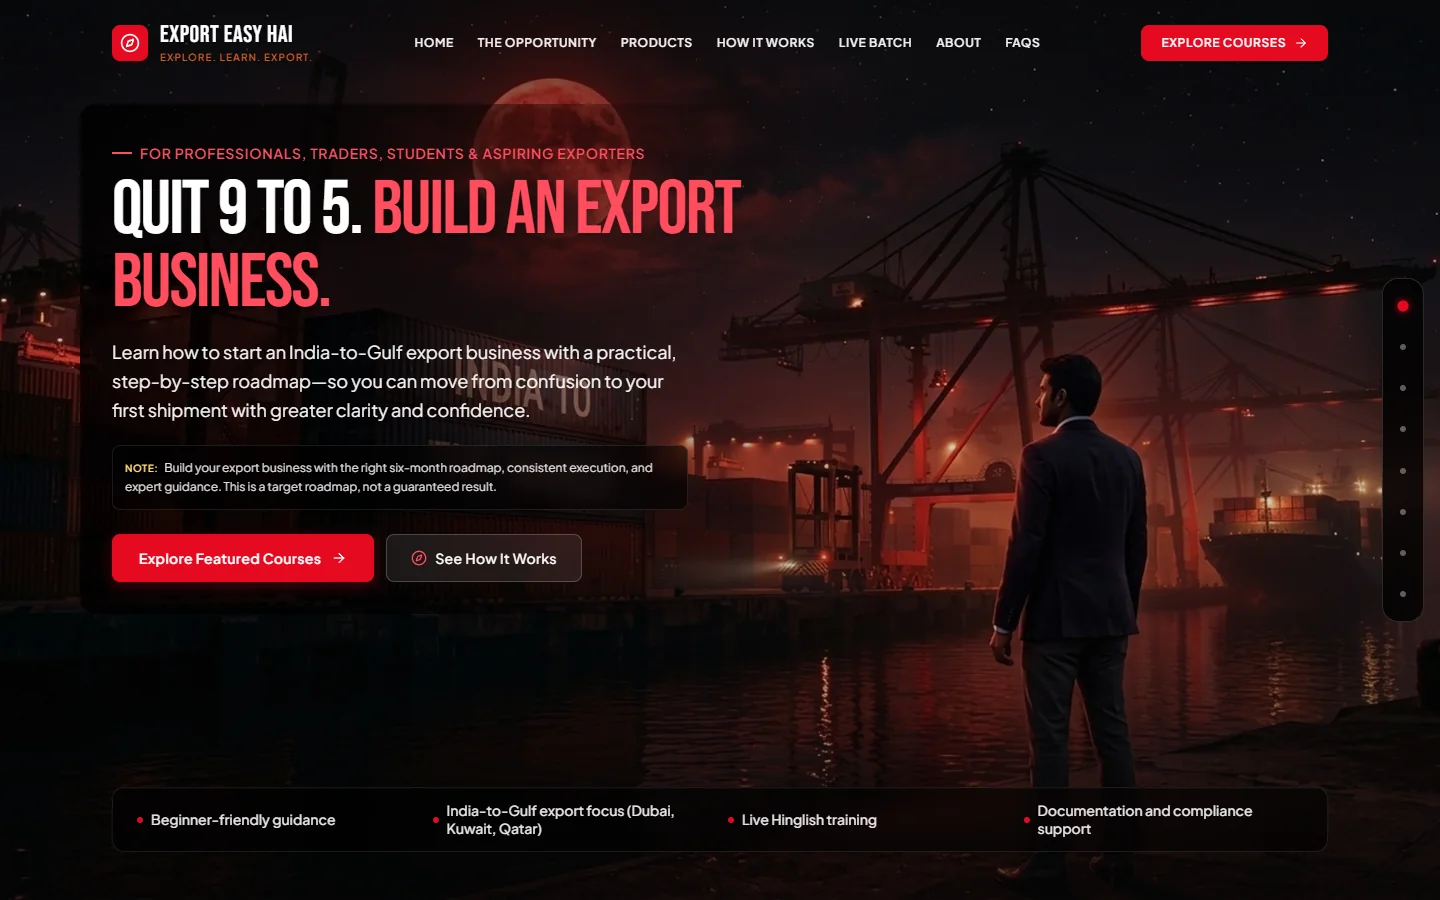 EXPORT EASY HAI
EXPLORE. LEARN. EXPORT.
HOME THE OPPORTUNITY PRODUCTS HOW IT WORKS LIVE BATCH ABOUT FAQS
EXPLORE COURSES
FOR PROFESSIONALS, TRADERS, STUDENTS & ASPIRING EXPORTERS
QUIT 9 TO 5. BUILD AN EXPORT
BUSINESS.
Learn how to start an India-to-Gulf export business with a practical,
step-by-step roadmap—so you can move from confusion to your
first shipment with greater clarity and confidence.
INDIA TO
NOTE: Build your export business with the right six-month roadmap, consistent execution, and
expert guidance. This is a target roadmap, not a guaranteed result.
Explore Featured Courses
See How It Works
Beginner-friendly guidance
India-to-Gulf export focus (Dubai,
Kuwait, Qatar)
Live Hinglish training
Documentation and compliance
support